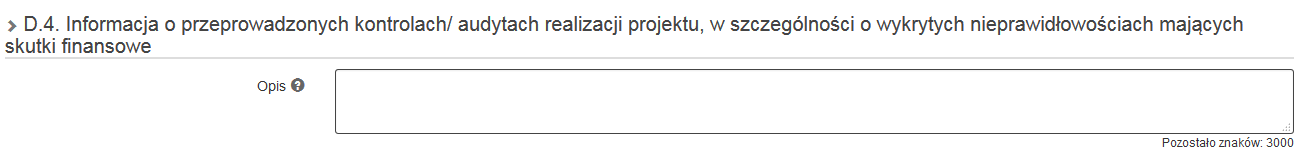 D.4. Informacja o przeprowadzonych kontrolach/ audytach realizacji projektu, w szczególności o wykrytych nieprawidłowościach mających
skutki finansowe
Opis
Pozostało znaków: 3000